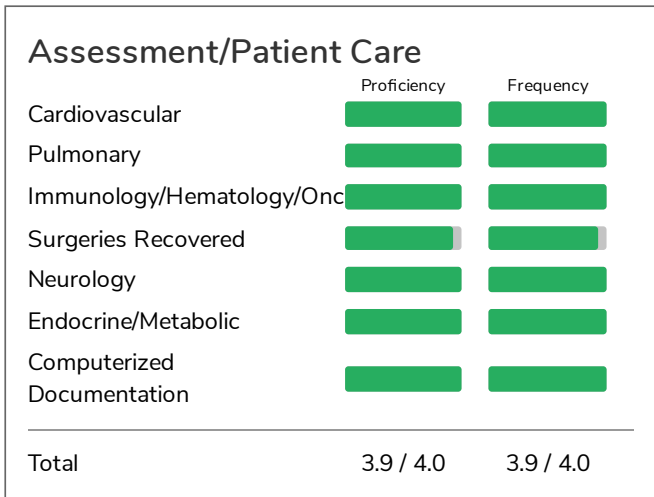 Assessment/Patient Care
Proficiency Frequency
Cardiovascular
Pulmonary
Immunology/Hematology/Onc
Surgeries Recovered
Neurology
Endocrine/Metabolic
Computerized
Documentation
Total 3.9 / 4.0 3.9 / 4.0